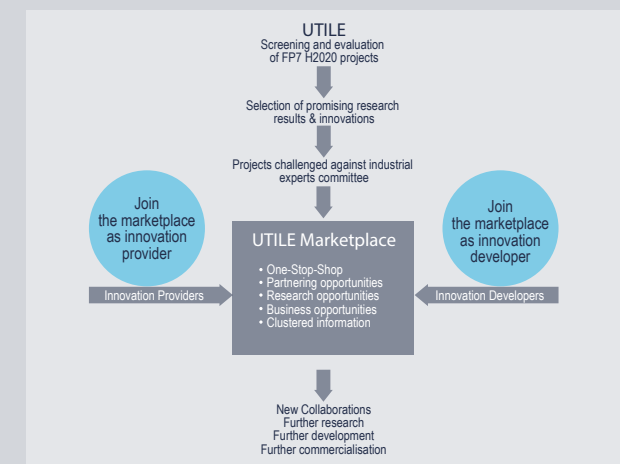 UTILE
Screening and evaluation
of FP7 H2020 projects
Selection of promising research
results & innovations
Projects challenged against industrial
experts committee
Join
the marketplace
as innovation
provider
Innovation Providers
UTILE Marketplace
• One-Stop-Shop
• Partnering opportunities
• Research opportunities
• Business opportunities
• Clustered information
Join
the marketplace
as innovation
developer
Innovation Developers
New Collaborations
Further research
Further development
Further commercialisation